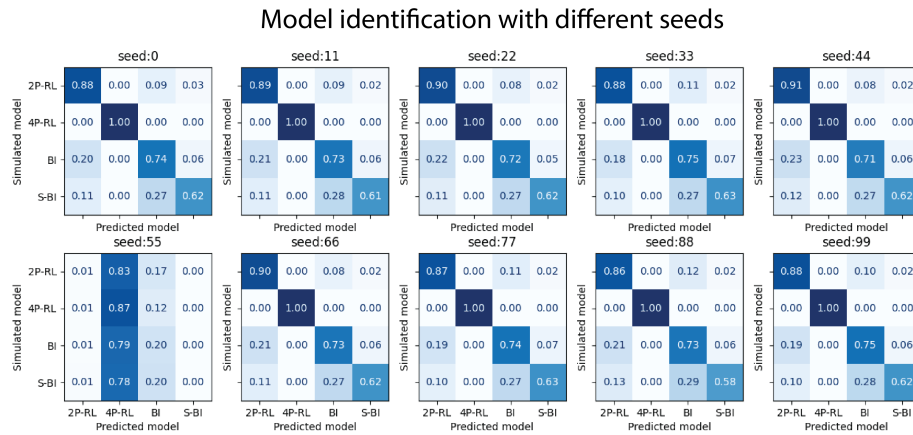 Model identification with different seeds
seed:0 seed:11 seed:22 seed:33 seed:44
Simulated model Simulated model Simulated model Simulated model Simulated model
2P-RL 0.88 0.00 0.09 0.03 0.89 0.00 0.09 0.02 0.90 0.00 0.08 0.02 0.88 0.00 0.11 0.02 0.91 0.00 0.08 0.02
4P-RL 0.00 1.00 0.00 0.00 0.00 1.00 0.00 0.00 0.00 1.00 0.00 0.00 0.00 1.00 0.00 0.00 0.00 1.00 0.00 0.00
BI 0.20 0.00 0.74 0.06 0.21 0.00 0.73 0.06 0.22 0.00 0.72 0.05 0.18 0.00 0.75 0.07 0.23 0.00 0.71 0.06
S-BI 0.11 0.00 0.27 0.62 0.11 0.00 0.28 0.61 0.11 0.00 0.27 0.62 0.10 0.00 0.27 0.63 0.12 0.00 0.27 0.62
Predicted model Predicted model Predicted model Predicted model Predicted model
seed:55 seed:66 seed:77 seed:88 seed:99
Simulated model Simulated model Simulated model Simulated model Simulated model
2P-RL 0.01 0.83 0.17 0.00 0.90 0.00 0.08 0.02 0.87 0.00 0.11 0.02 0.86 0.00 0.12 0.02 0.88 0.00 0.10 0.02
4P-RL 0.01 0.87 0.12 0.00 0.00 1.00 0.00 0.00 0.00 1.00 0.00 0.00 0.00 1.00 0.00 0.00 0.00 1.00 0.00 0.00
BI 0.01 0.79 0.20 0.00 0.21 0.00 0.73 0.06 0.19 0.00 0.74 0.07 0.21 0.00 0.73 0.06 0.19 0.00 0.75 0.06
S-BI 0.01 0.78 0.20 0.00 0.11 0.00 0.27 0.62 0.10 0.00 0.27 0.63 0.13 0.00 0.29 0.58 0.10 0.00 0.28 0.62
2P-RL 4P-RL BI S-BI 2P-RL 4P-RL BI S-BI 2P-RL 4P-RL BI S-BI 2P-RL 4P-RL BI S-BI 2P-RL 4P-RL BI S-BI
Predicted model Predicted model Predicted model Predicted model Predicted model